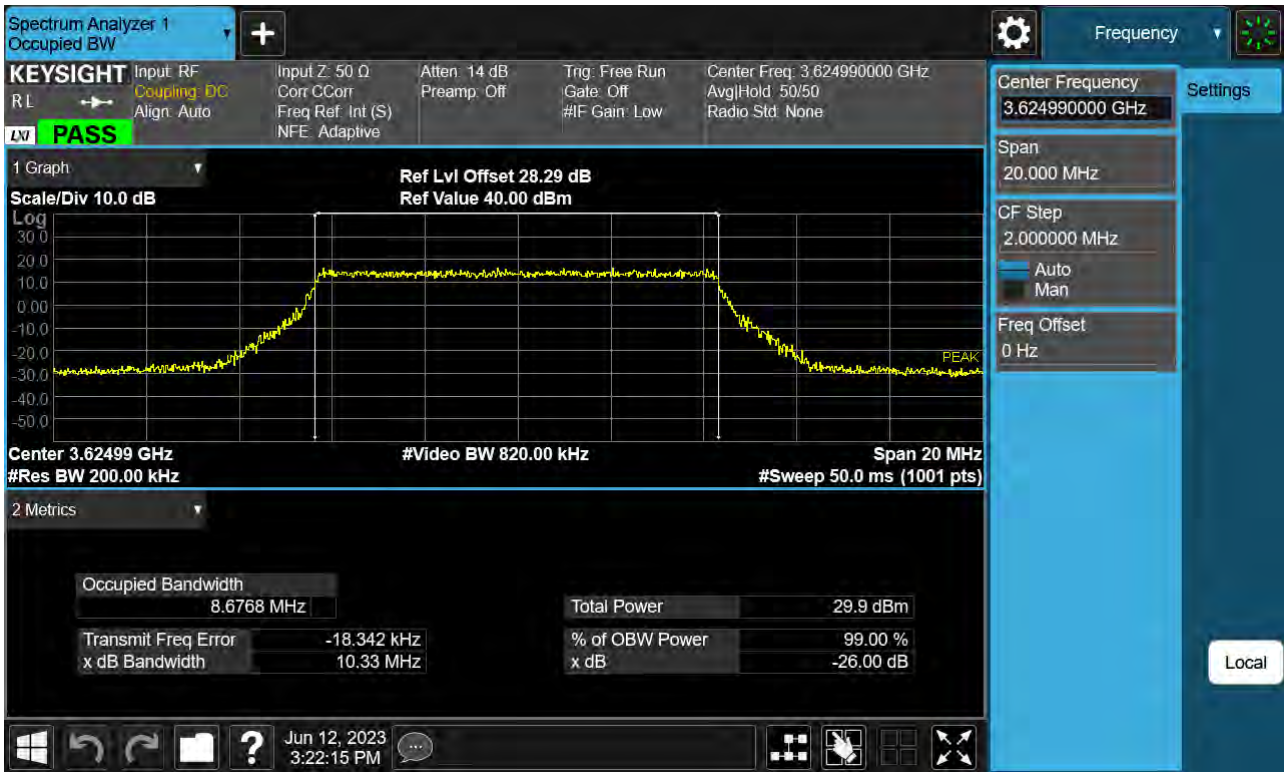 Spectrum Analyzer 1
Occupied BW
+
Frequency
KEYSIGHT
RL
LXI PASS
Input: RF
Coupling: DC
Align: Auto
Input Z: 50 Ω
Corr CCorr
Freq Ref: Int (S)
NFE: Adaptive
Atten: 14 dB
Preamp: Off
Trig: Free Run
Gate: Off
#IF Gain: Low
Center Freq: 3.624990000 GHz
Avg|Hold: 50/50
Radio Std: None
1 Graph
Scale/Div 10.0 dB
Ref Lvl Offset 28.29 dB
Ref Value 40.00 dBm
Log
30.0
20.0
10.0
0.00
-10.0
-20.0
-30.0
-40.0
-50.0
PEAK
Center 3.62499 GHz
#Video BW 820.00 kHz
Span 20 MHz
#Res BW 200.00 kHz
#Sweep 50.0 ms (1001 pts)
2 Metrics
Occupied Bandwidth
8.6768 MHz
Transmit Freq Error -18.342 kHz
x dB Bandwidth 10.33 MHz
Total Power 29.9 dBm
% of OBW Power 99.00 %
x dB -26.00 dB
Center Frequency
3.624990000 GHz
Span
20.000 MHz
CF Step
2.000000 MHz
Auto
Man
Freq Offset
0 Hz
Settings
Local
?
Jun 12, 2023
3:22:15 PM